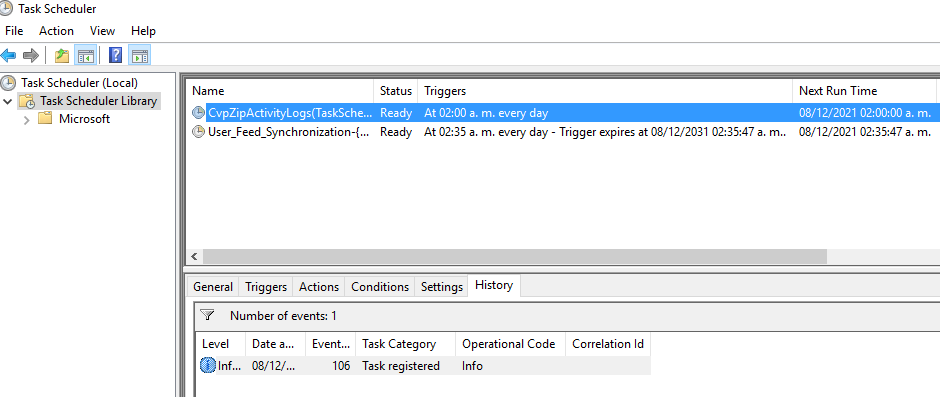 Task Scheduler
File Action View Help
Task Scheduler (Local)
Task Scheduler Library
Microsoft
Name Status Triggers Next Run Time
CvpZipActivityLogs(TaskSche... Ready At 02:00 a. m. every day 08/12/2021 02:00:00 a. m.
User_Feed_Synchronization-{... Ready At 02:35 a. m. every day - Trigger expires at 08/12/2031 02:35:47 a. m.. 08/12/2021 02:35:47 a. m.
General Triggers Actions Conditions Settings History
Number of events: 1
Level Date a... Event... Task Category Operational Code Correlation Id
Inf... 08/12/... 106 Task registered Info